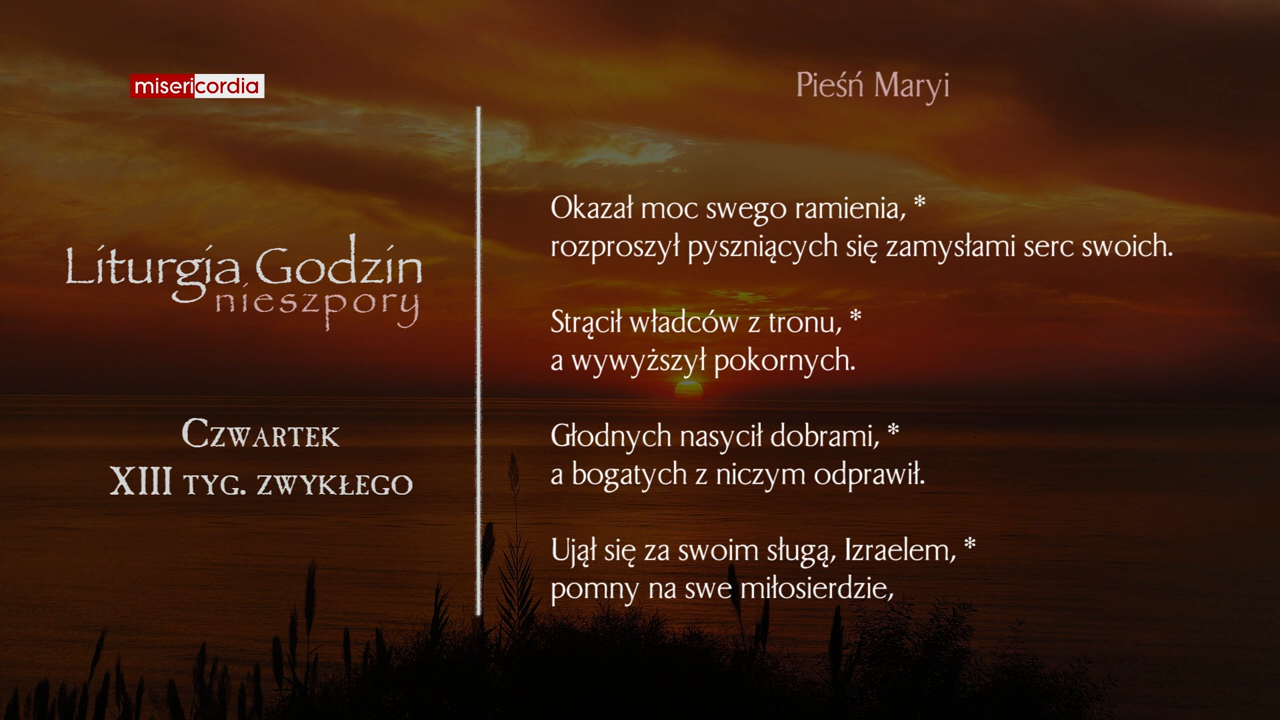 misericordia
Liturgia Godzin
nieszpory
Czwartek
XIII tyg. zwykłego
Pieśń Maryi
Okazał moc swego ramienia, *
rozproszył pyszniących się zamysłami serc swoich.
Strącił władców z tronu, *
a wywyższył pokornych.
Głodnych nasycił dobrami, *
a bogatych z niczym odprawił.
Ujął się za swoim sługą, Izraelem, *
pomny na swe miłosierdzie,